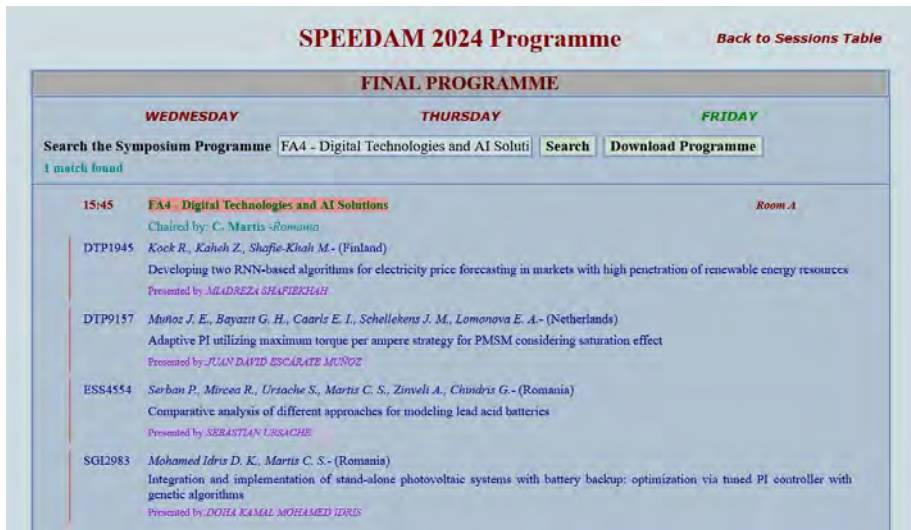 SPEEDAM 2024 Programme
Back to Sessions Table
FINAL PROGRAMME
WEDNESDAY THURSDAY FRIDAY
Search the Symposium Programme FA4 - Digital Technologies and AI Soluti Search Download Programme
1 match found
15:45 FA4 - Digital Technologies and AI Solutions Room A
Chaired by: C. Martis -Romania
DTP1945 Kock R., Kaheh Z., Shafie-Khah M.- (Finland)
Developing two RNN-based algorithms for electricity price forecasting in markets with high penetration of renewable energy resources
Presented by:MIADREZA SHAFIEKHAH
DTP9157 Muñoz J. E., Bayazıt G. H., Caarls E. I., Schellekens J. M., Lomonova E. A.- (Netherlands)
Adaptive PI utilizing maximum torque per ampere strategy for PMSM considering saturation effect
Presented by:JUAN DAVID ESCARATE MUÑOZ
ESS4554 Serban P., Mircea R., Ursache S., Martis C. S., Zinveli A., Chindris G.- (Romania)
Comparative analysis of different approaches for modeling lead acid batteries
Presented by:SEBASTIAN URSACHE
SGI2983 Mohamed Idris D. K., Martis C. S.- (Romania)
Integration and implementation of stand-alone photovoltaic systems with battery backup: optimization via tuned PI controller with
genetic algorithms
Presented by:DOHA KAMAL MOHAMED IDRIS